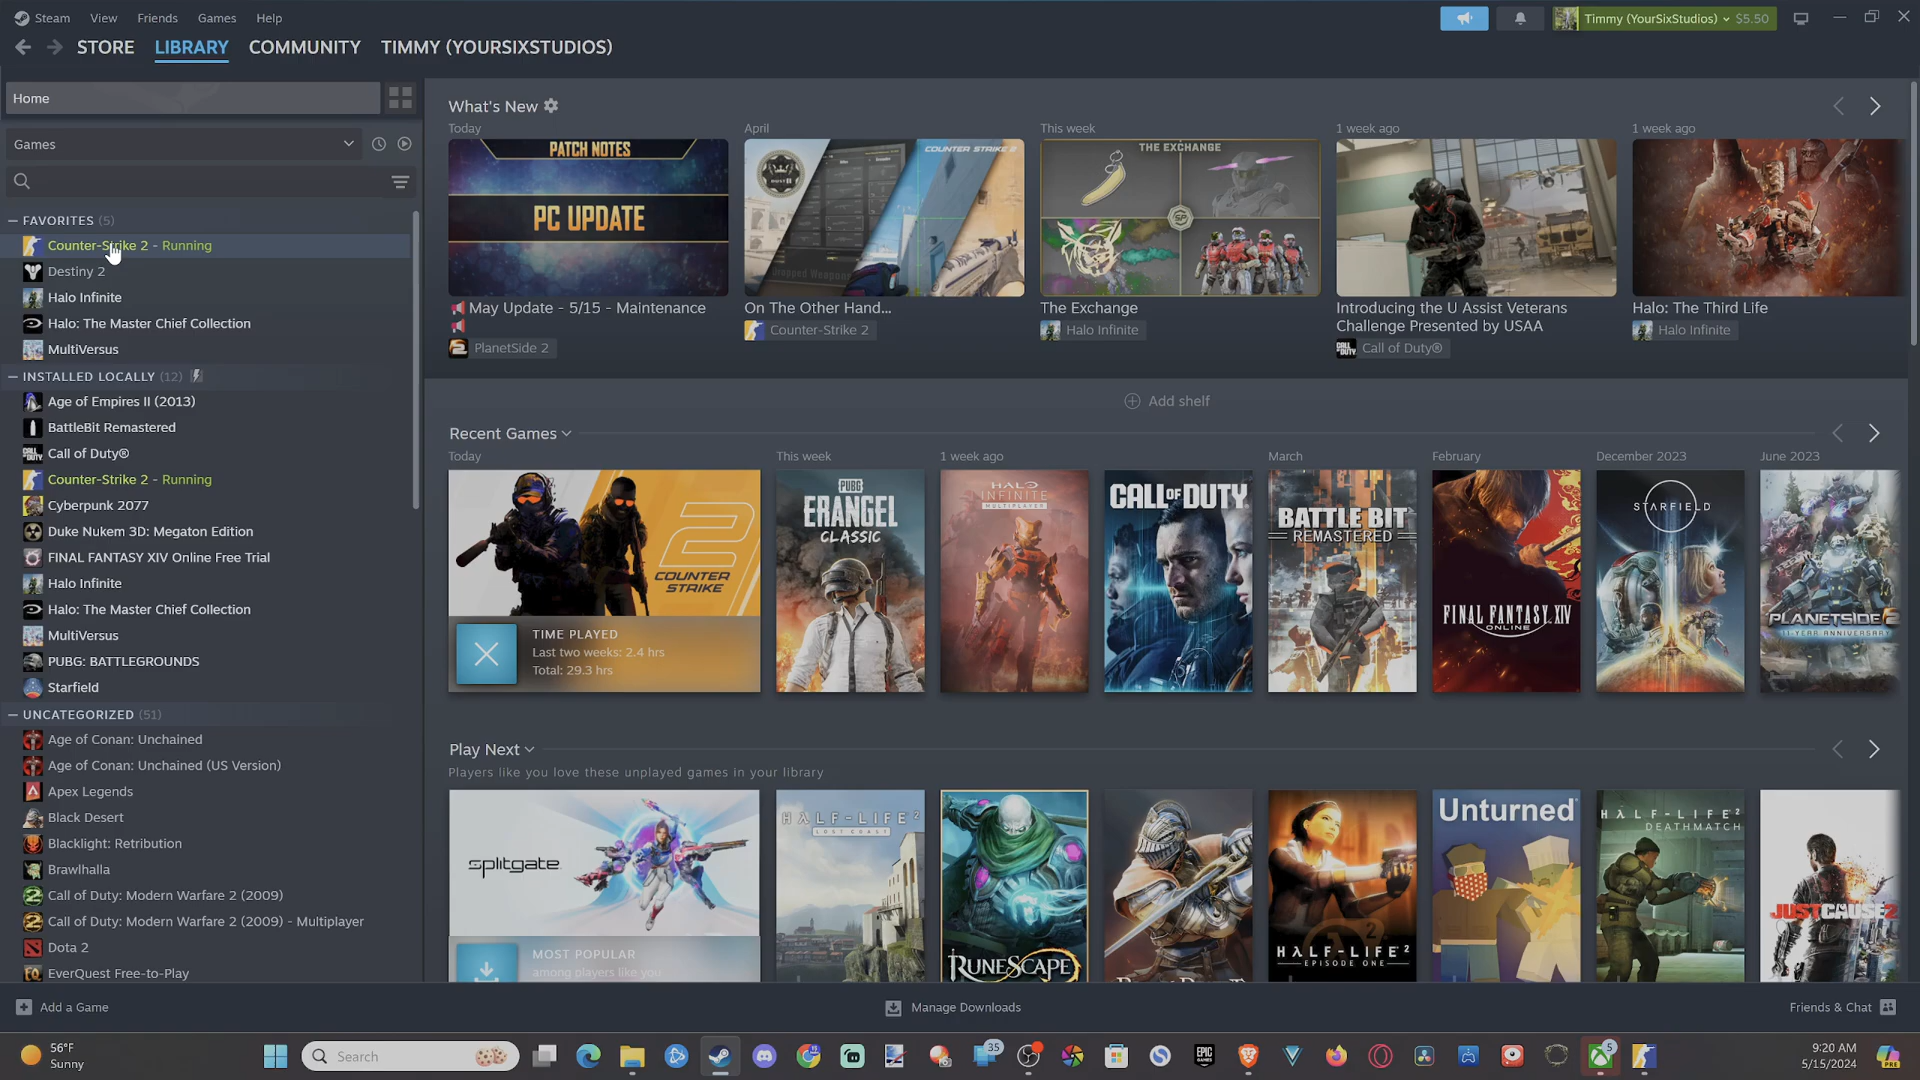 Steam View Friends Games Help
Timmy (YourSixStudios) $5.50
STORE LIBRARY COMMUNITY TIMMY (YOURSIXSTUDIOS)
Home
Games
FAVORITES (5)
Counter-Strike 2 - Running
Destiny 2
Halo Infinite
Halo: The Master Chief Collection
MultiVersus
INSTALLED LOCALLY (12)
Age of Empires II (2013)
BattleBit Remastered
Call of Duty®
Counter-Strike 2 - Running
Cyberpunk 2077
Duke Nukem 3D: Megaton Edition
FINAL FANTASY XIV Online Free Trial
Halo Infinite
Halo: The Master Chief Collection
MultiVersus
PUBG: BATTLEGROUNDS
Starfield
UNCATEGORIZED (51)
Age of Conan: Unchained
Age of Conan: Unchained (US Version)
Apex Legends
Black Desert
Blacklight: Retribution
Brawlhalla
Call of Duty: Modern Warfare 2 (2009)
Call of Duty: Modern Warfare 2 (2009) - Multiplayer
Dota 2
EverQuest Free-to-Play
Add a Game
What's New
Today
PATCH NOTES
PC UPDATE
May Update - 5/15 - Maintenance
PlanetSide 2
April
COUNTER STRIKE 2
On The Other Hand...
Counter-Strike 2
This week
THE EXCHANGE
The Exchange
Halo Infinite
1 week ago
Introducing the U Assist Veterans
Challenge Presented by USAA
Call of Duty®
1 week ago
Halo: The Third Life
Halo Infinite
Add shelf
Recent Games
Today
2
COUNTER
STRIKE
TIME PLAYED
Last two weeks: 2.4 hrs
Total: 29.3 hrs
This week
PUBG
ERANGEL
CLASSIC
1 week ago
HALO
INFINITE
MULTIPLAYER
CALL OF DUTY
March
BATTLE BIT
REMASTERED
February
FINAL FANTASY XIV
ONLINE
December 2023
STARFIELD
June 2023
PLANETSIDE 2
11-YEAR ANNIVERSARY
Play Next
Players like you love these unplayed games in your library
splitgate
MOST POPULAR
among players like you
HALF-LIFE 2
LOST COAST
RUNESCAPE
HALF-LIFE 2
EPISODE ONE
Unturned
HALF-LIFE 2
DEATHMATCH
JUST CAUSE 2
Manage Downloads
Friends & Chat
56°F
Sunny
Search
35
EPIC
GAMES
5
9:20 AM
5/15/2024
PRE